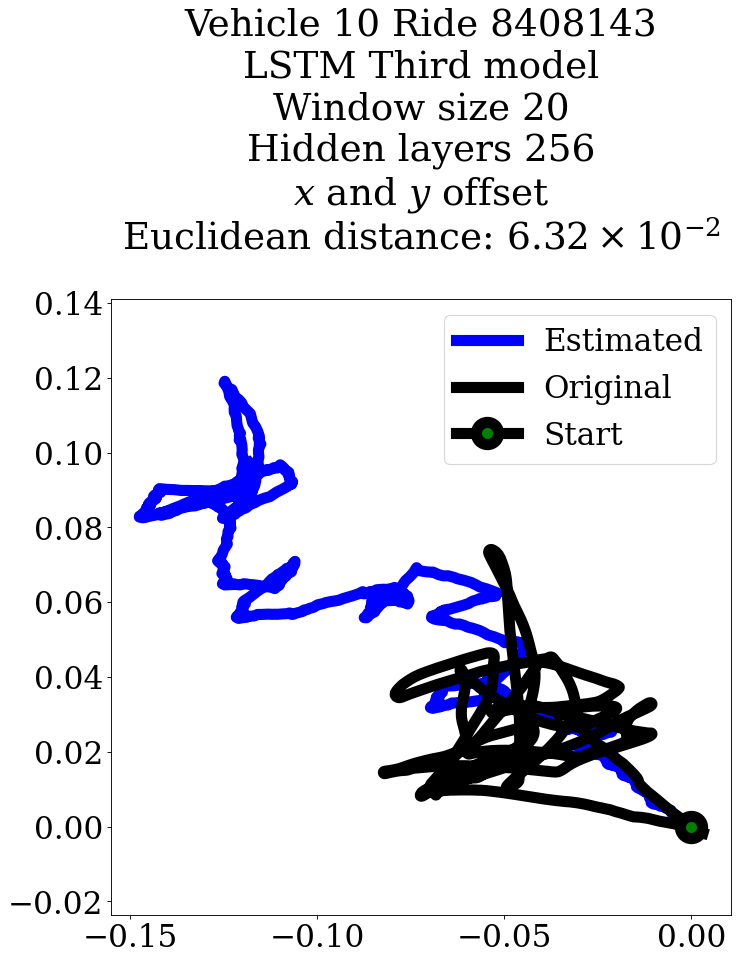 Vehicle 10 Ride 8408143
LSTM Third model
Window size 20
Hidden layers 256
x and y offset
Euclidean distance: 6.32 × 10⁻²
0.14
0.12
0.10
0.08
0.06
0.04
0.02
0.00
−0.02
Estimated
Original
Start
−0.15 −0.10 −0.05 0.00